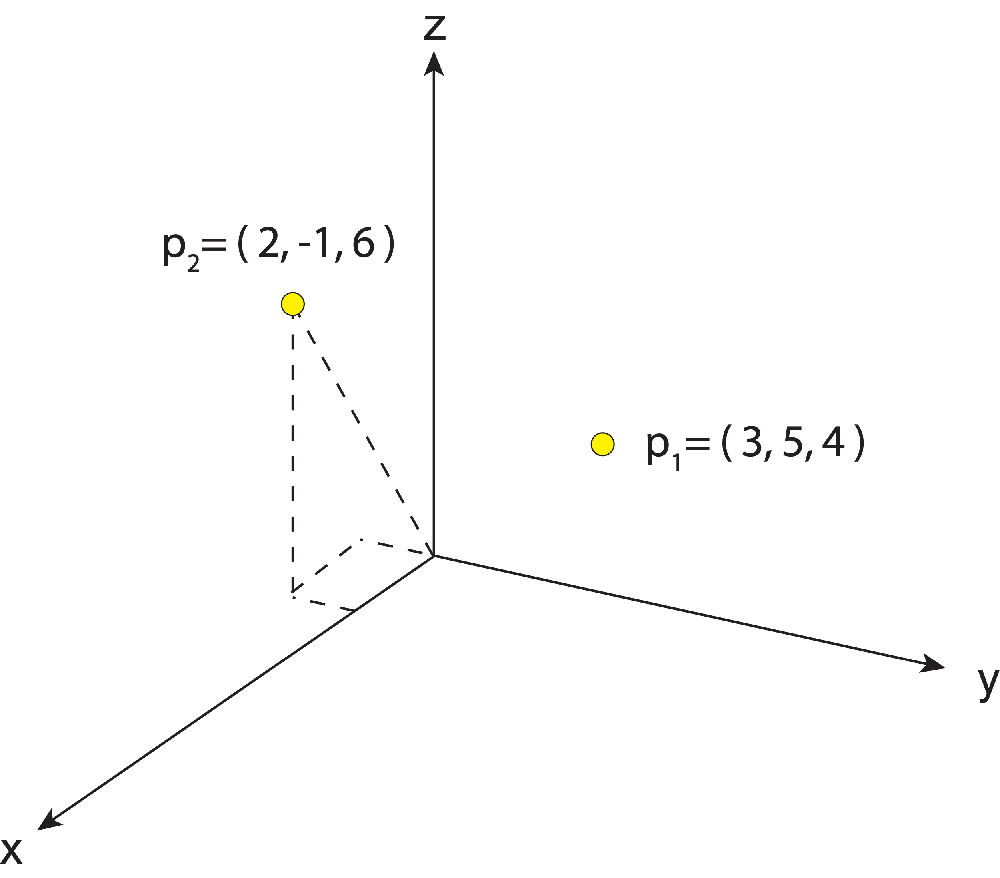 z
p2=(2,-1,6)
p1=(3,5,4)
y
x